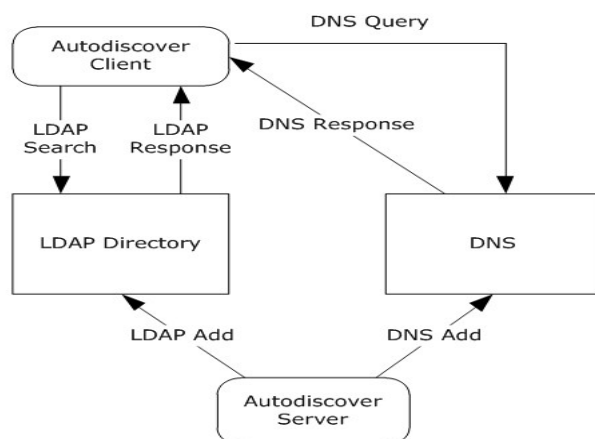 DNS Query
Autodiscover
Client
DNS Response
LDAP
Search
LDAP
Response
LDAP Directory
DNS
LDAP Add
DNS Add
Autodiscover
Server